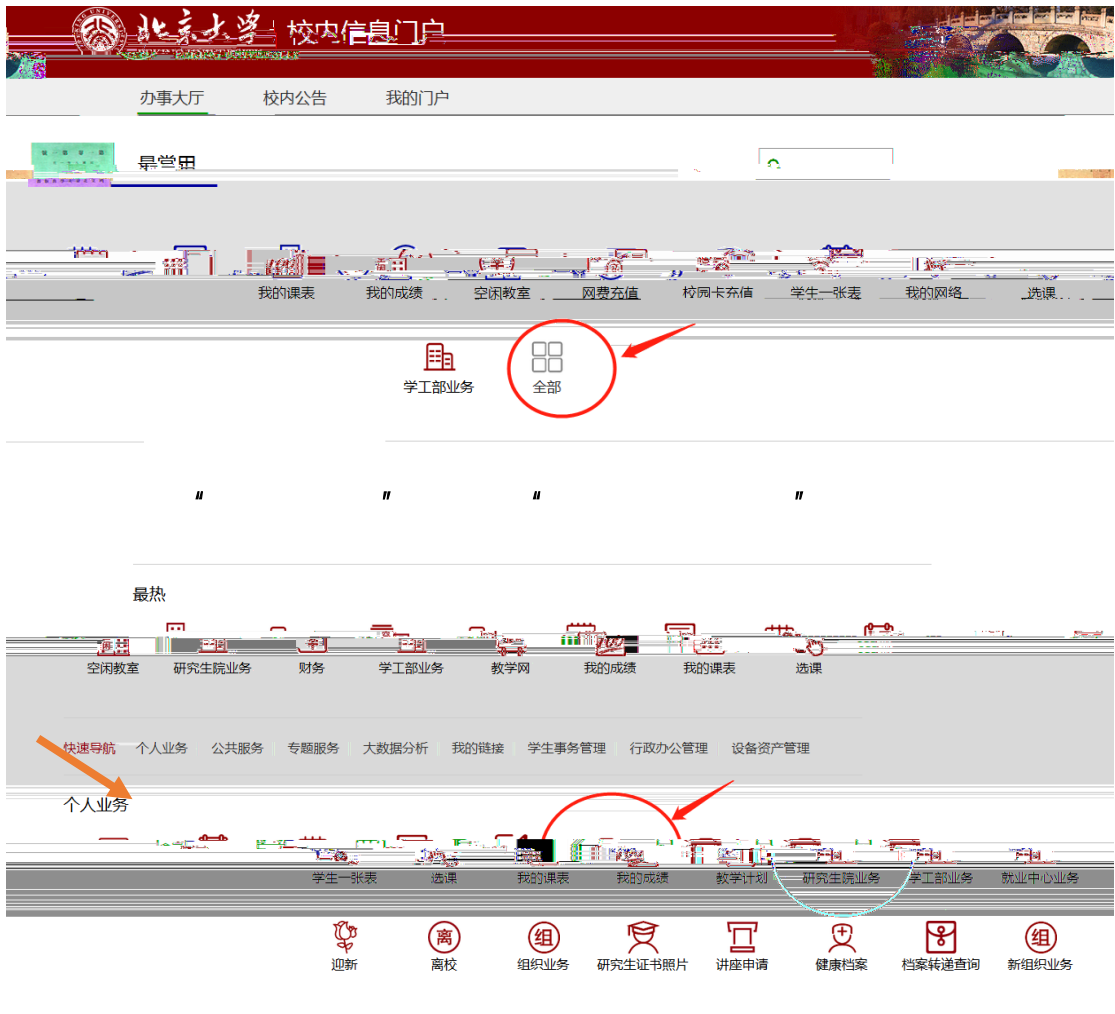 北京大学 校内信息门户
办事大厅 校内公告 我的门户
最常用
我的课表 我的成绩 空闲教室 网费充值 校园卡充值 学生一张表 我的网络 选课
学工部业务 全部
“ ” “ ”
最热
空闲教室 研究生院业务 财务 学工部业务 教学网 我的成绩 我的课表 选课
快速导航 个人业务 公共服务 专题服务 大数据分析 我的链接 学生事务管理 行政办公管理 设备资产管理
个人业务
学生一张表 选课 我的课表 我的成绩 教学计划 研究生院业务 学工部业务 就业中心业务
离 组 组
迎新 离校 组织业务 研究生证书照片 讲座申请 健康档案 档案转递查询 新组织业务